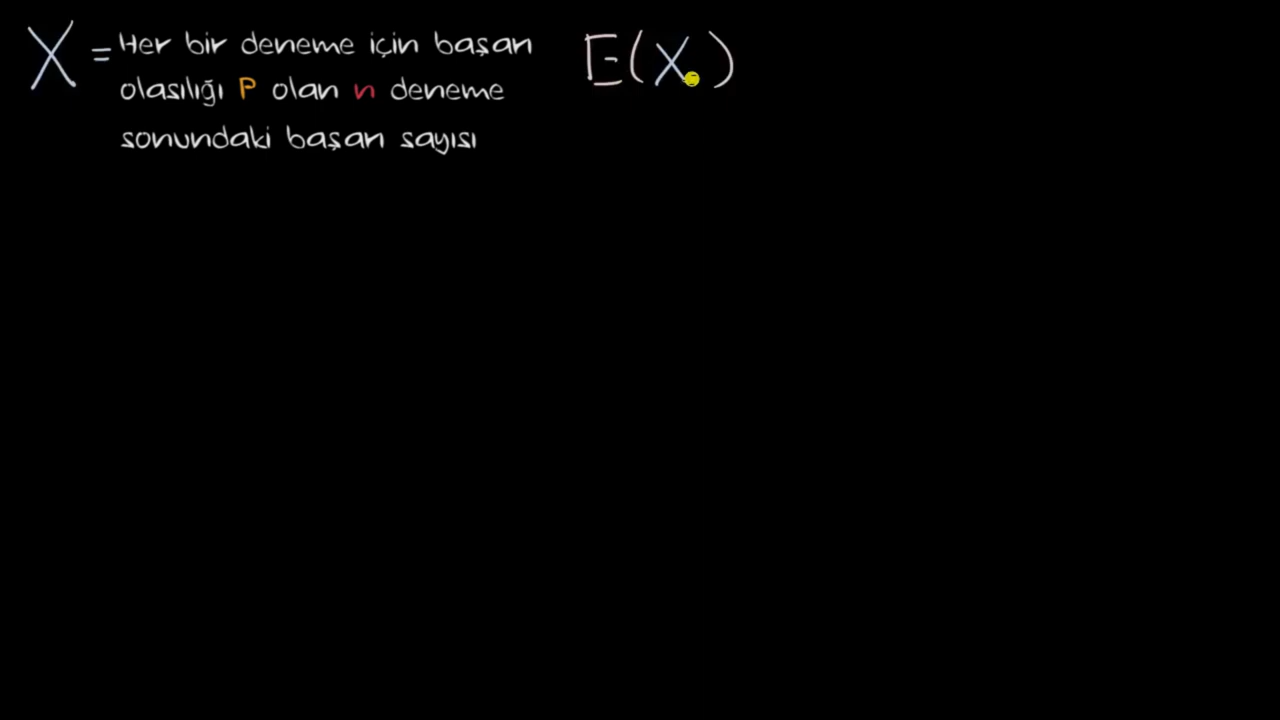 X = Her bir deneme için başarı
olasılığı P olan n deneme
sonundaki başarı sayısı
E(X)